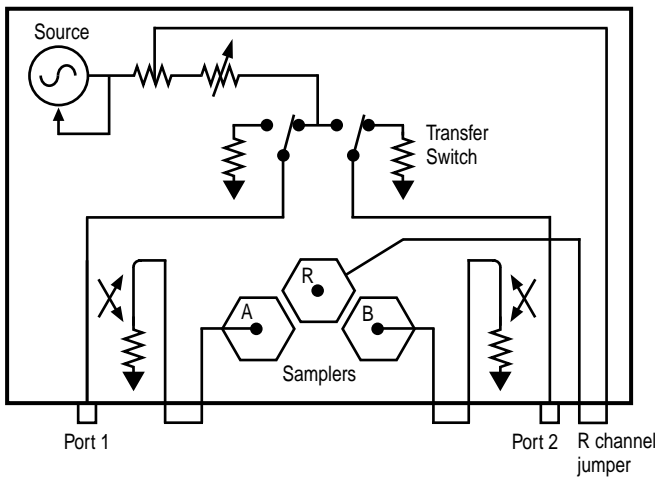 Source
Transfer
Switch
R
A
B
Samplers
Port 1
Port 2
R channel
jumper